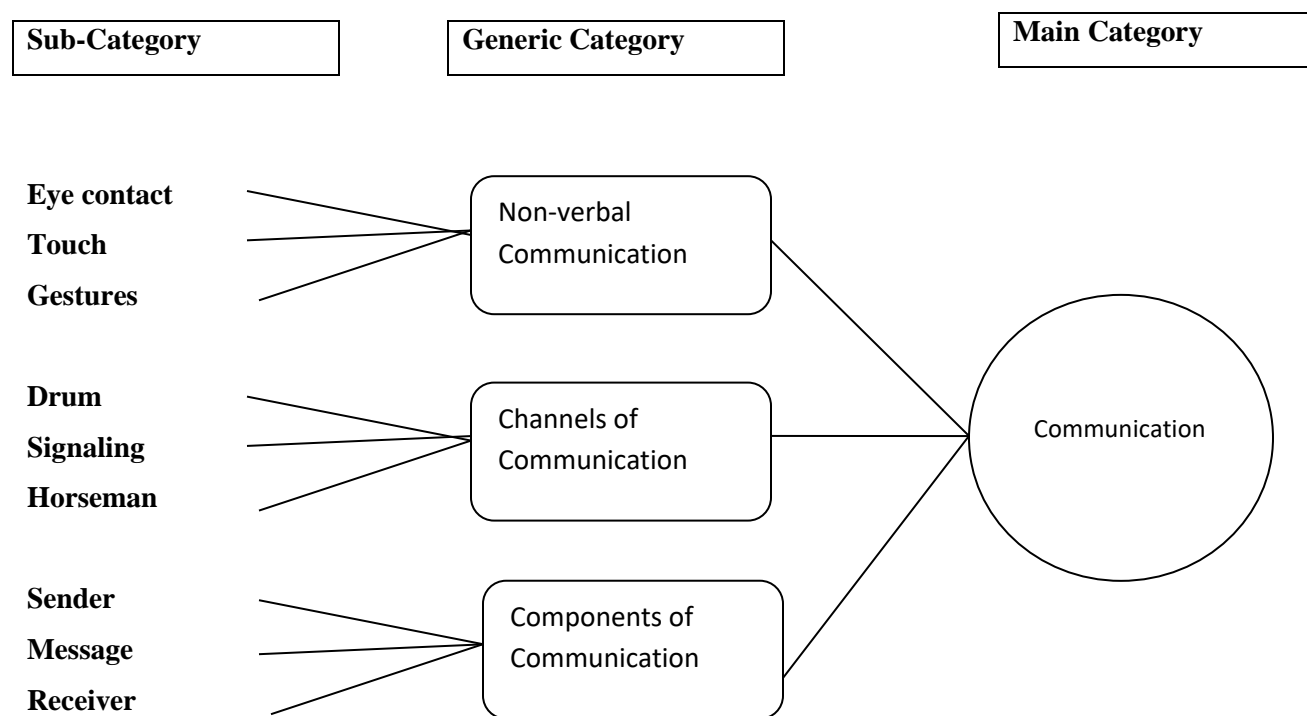 Sub-Category
Generic Category
Main Category
Eye contact
Touch
Gestures
Non-verbal
Communication
Drum
Signaling
Horseman
Channels of
Communication
Communication
Sender
Message
Receiver
Components of
Communication